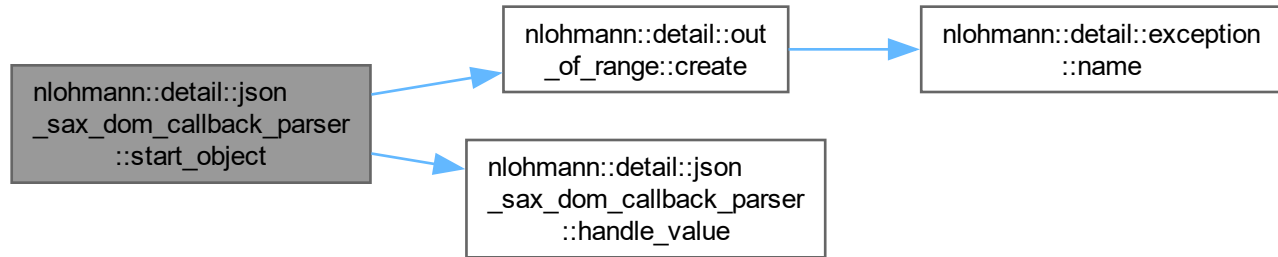 nlohmann::detail::json
_sax_dom_callback_parser
::start_object
nlohmann::detail::out
_of_range::create
nlohmann::detail::exception
::name
nlohmann::detail::json
_sax_dom_callback_parser
::handle_value